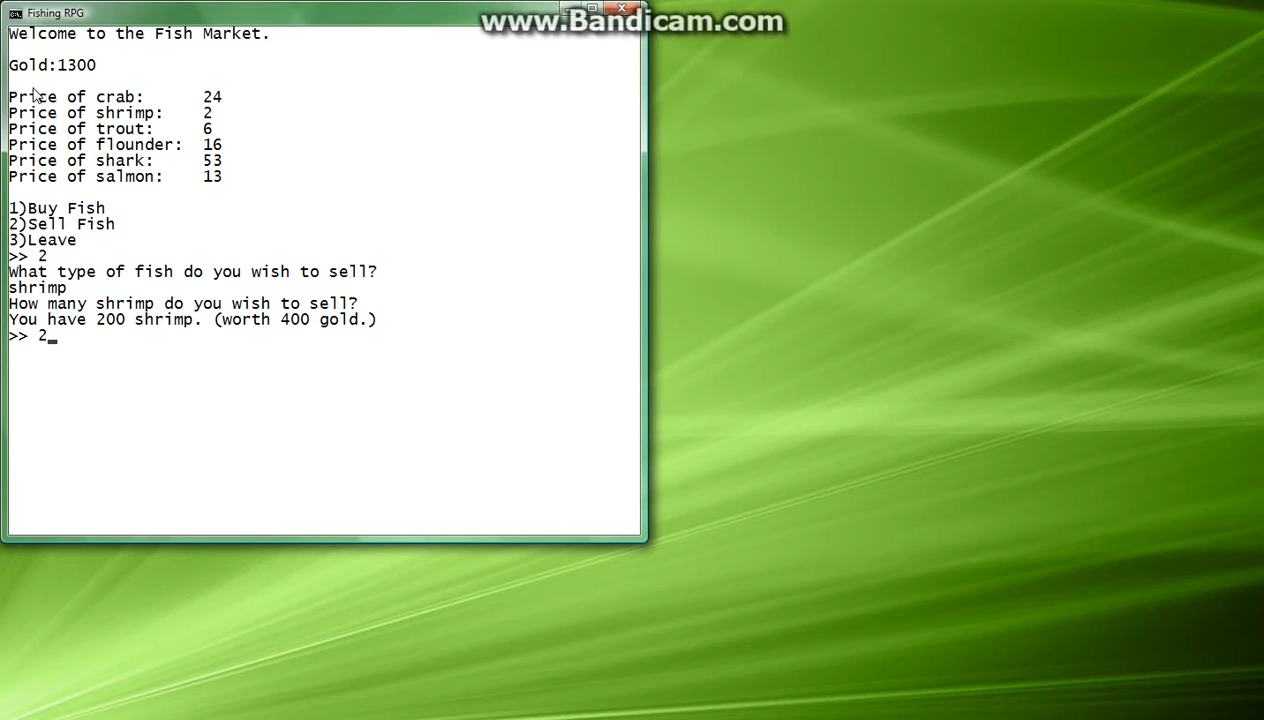 Fishing RPG
www.Bandicam.com
Welcome to the Fish Market.
Gold:1300
Price of crab: 24
Price of shrimp: 2
Price of trout: 6
Price of flounder: 16
Price of shark: 53
Price of salmon: 13
1)Buy Fish
2)Sell Fish
3)Leave
>> 2
What type of fish do you wish to sell?
shrimp
How many shrimp do you wish to sell?
You have 200 shrimp. (worth 400 gold.)
>> 2_